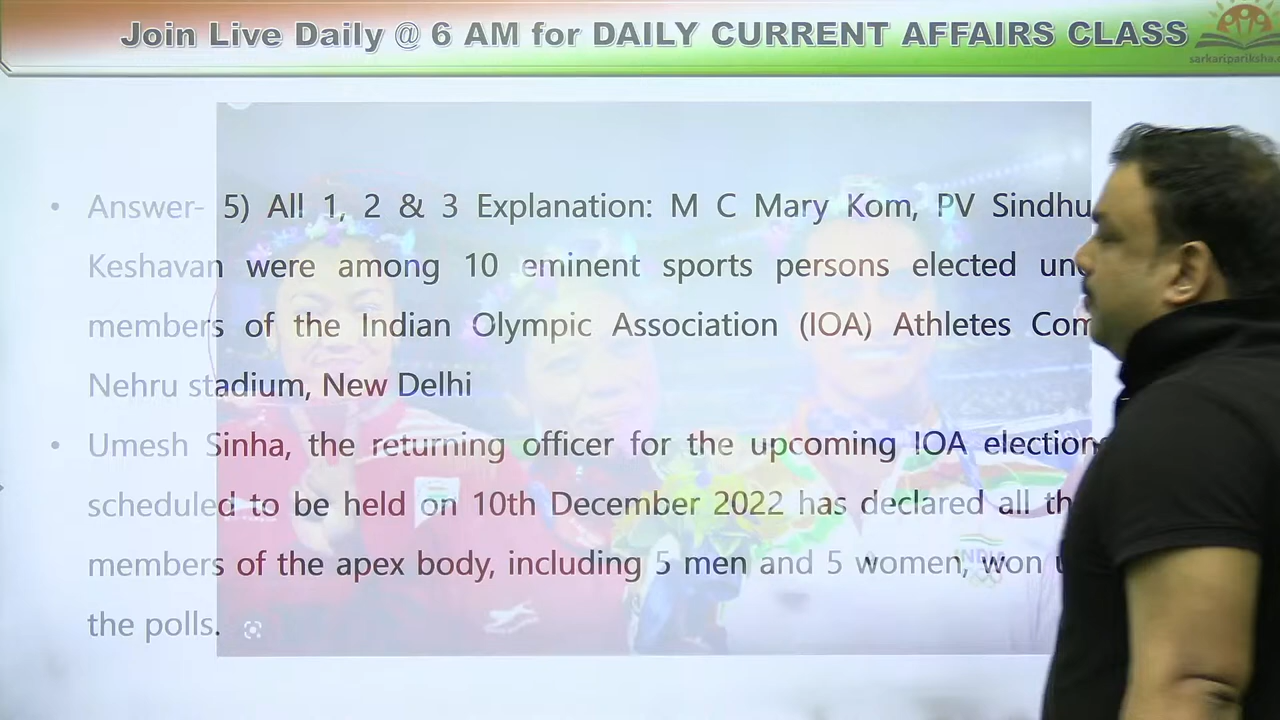 Join Live Daily @ 6 AM for DAILY CURRENT AFFAIRS CLASS
sarkaripariksha.c
• Answer- 5) All 1, 2 & 3 Explanation: M C Mary Kom, PV Sindhu
Keshavan were among 10 eminent sports persons elected
members of the Indian Olympic Association (IOA) Athletes
Nehru stadium, New Delhi
• Umesh Sinha, the returning officer for the upcoming IOA election
scheduled to be held on 10th December 2022 has declared all
members of the apex body, including 5 men and 5 women, won
the polls.
INDIA